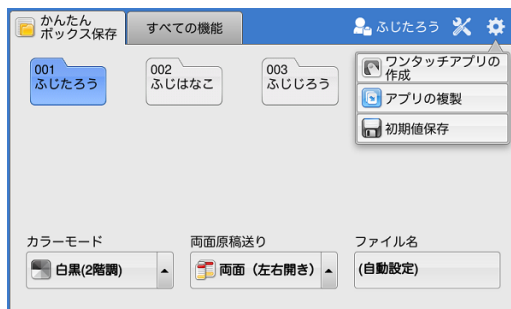 かんたん
ボックス保存
すべての機能
ふじたろう
ワンタッチアプリの
作成
アプリの複製
初期値保存
001
ふじたろう
002
ふじはなこ
003
ふじじろう
カラーモード
両面原稿送り
ファイル名
白黒(2階調)
両面（左右開き）
(自動設定)